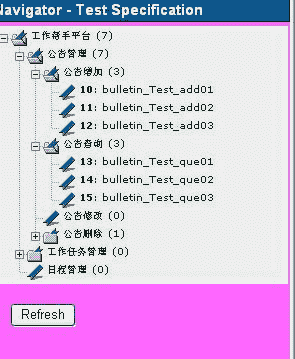 Navigator - Test Specification
工作帮手平台 (7)
公告管理 (7)
公告增加 (3)
10: bulletin_Test_add01
11: bulletin_Test_add02
12: bulletin_Test_add03
公告查询 (3)
13: bulletin_Test_que01
14: bulletin_Test_que02
15: bulletin_Test_que03
公告修改 (0)
公告删除 (1)
工作任务管理 (0)
日程管理 (0)
Refresh